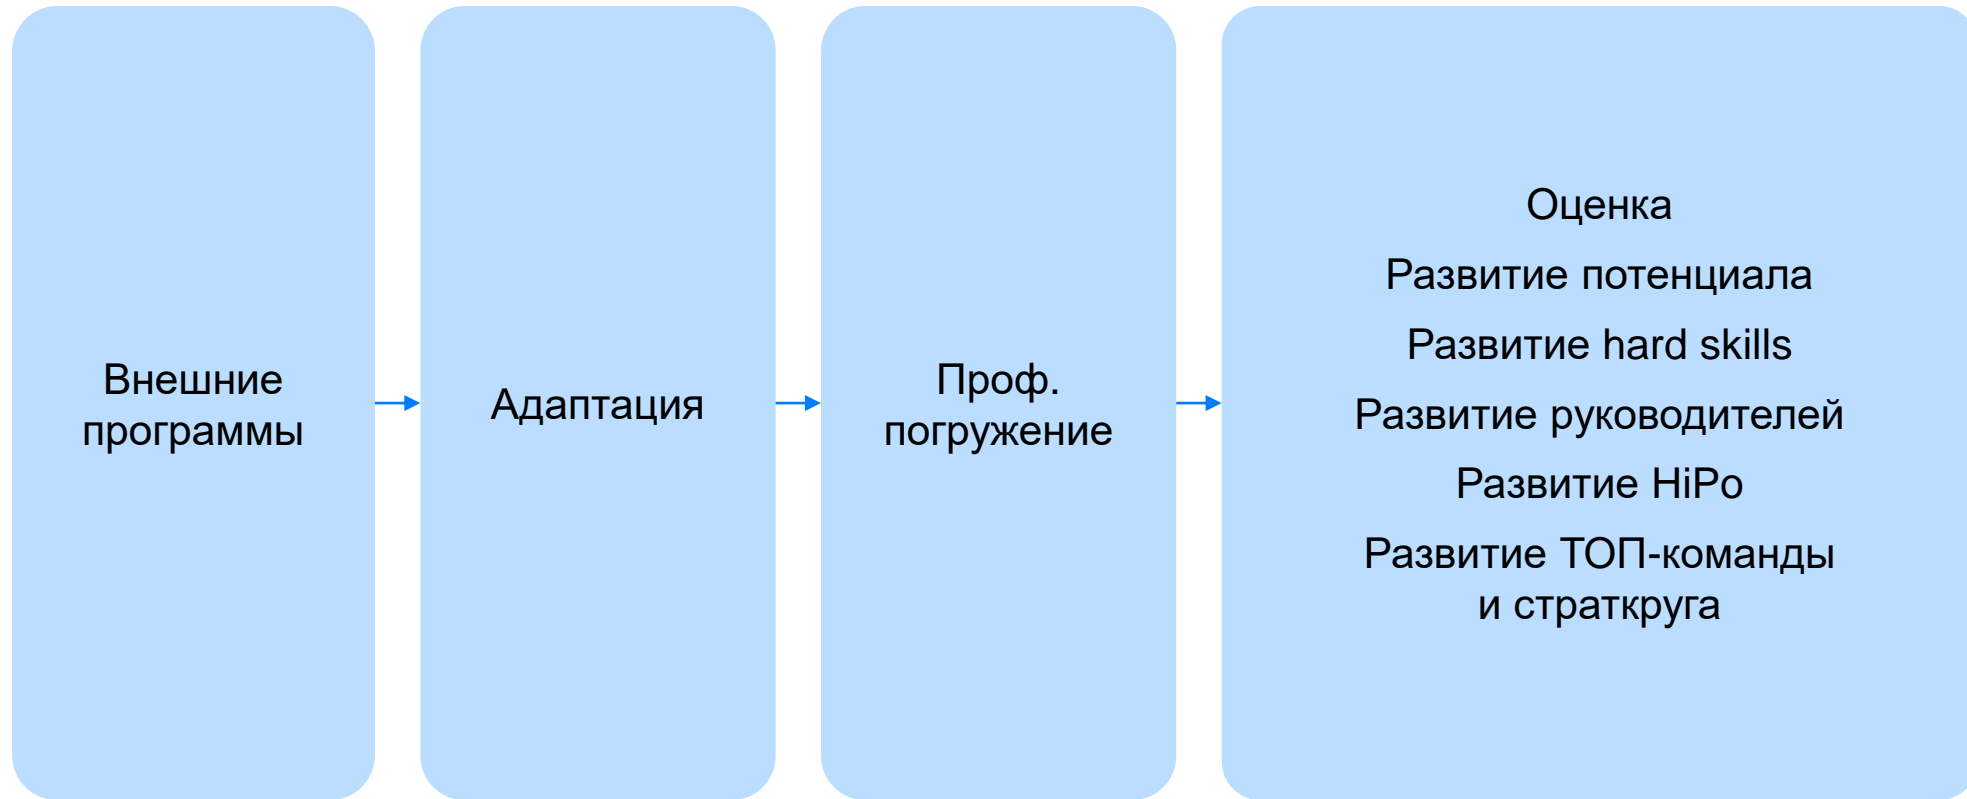 Внешние
программы
Адаптация
Проф.
погружение
Оценка
Развитие потенциала
Развитие hard skills
Развитие руководителей
Развитие HiPo
Развитие ТОП-команды
и страткруга